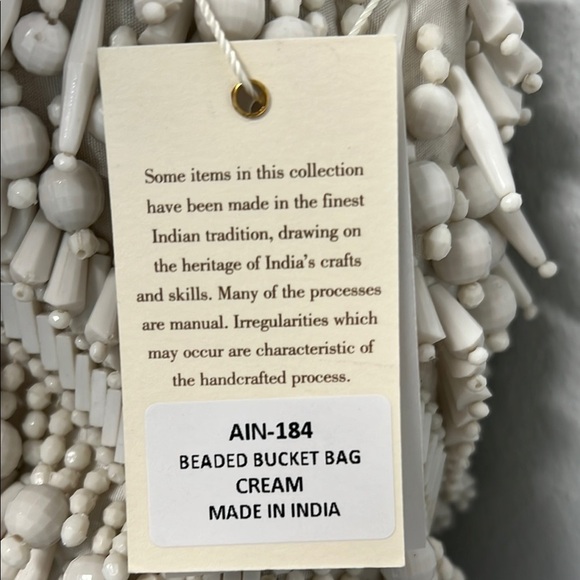 Some items in this collection
have been made in the finest
Indian tradition, drawing on
the heritage of India's crafts
and skills. Many of the processes
are manual. Irregularities which
may occur are characteristic of
the handcrafted process.
AIN-184
BEADED BUCKET BAG
CREAM
MADE IN INDIA